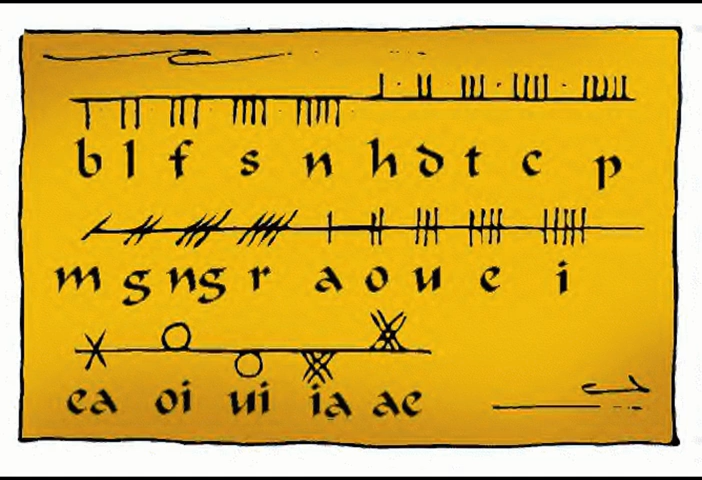 ᚁ ᚂ ᚃ ᚄ ᚅ ᚆ ᚇ ᚈ ᚉ ᚊ
b l f s n h d t c p
ᚋ ᚌ ᚍ ᚏ ᚐ ᚑ ᚒ ᚓ ᚔ
m g ng r a o u e i
ᚕ ᚖ ᚗ ᚘ ᚙ
ea oi ui ia ae